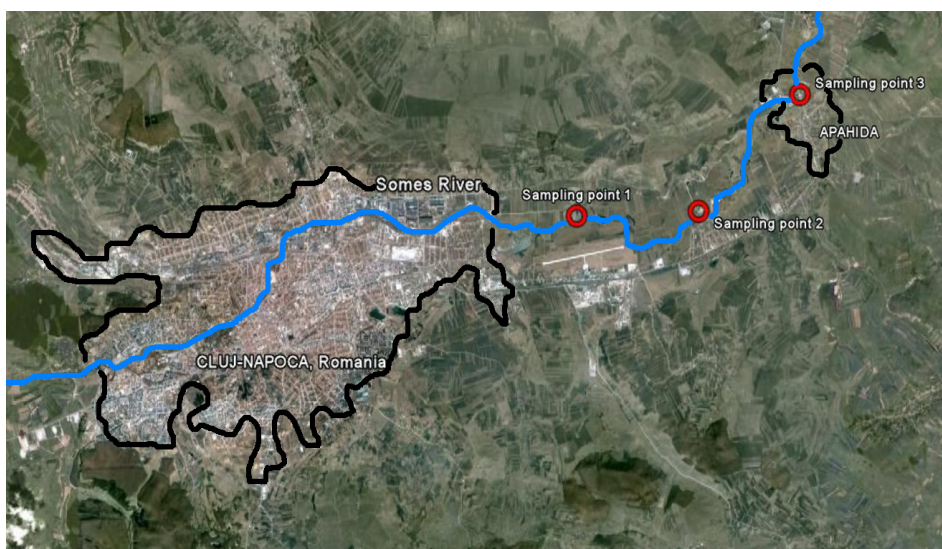 Sampling point 3
APAHIDA
Somes River
Sampling point 1
Sampling point 2
CLUJ-NAPOCA, Romania